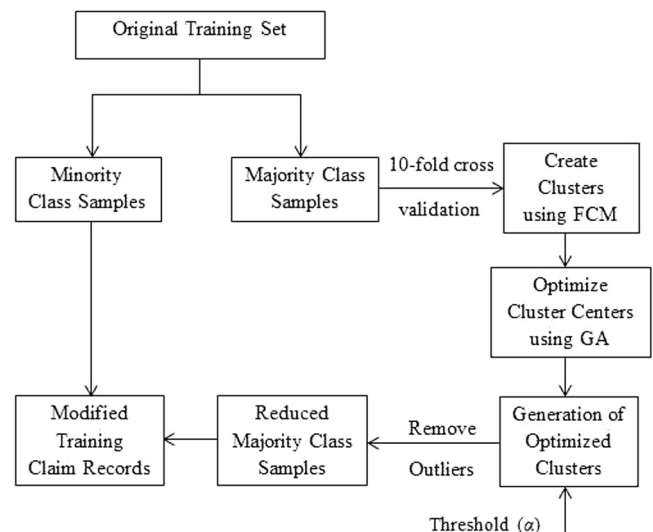 Original Training Set
Minority
Class Samples
Majority Class
Samples
10-fold cross
validation
Create
Clusters
using FCM
Optimize
Cluster Centers
using GA
Modified
Training
Claim Records
Reduced
Majority Class
Samples
Remove
Outliers
Generation of
Optimized
Clusters
Threshold (α)